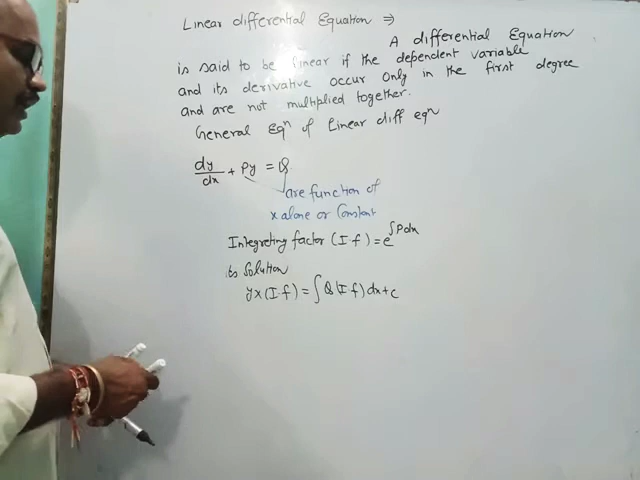 Linear differential Equation ⇒
A differential Equation
is said to be linear if the dependent variable
and its derivative occur only in the first degree
and are not multiplied together.
General Eqⁿ of linear diff eqⁿ
dy/dx + Py = Q
are function of
x alone or Constant
Integreting factor (I f) = e^∫Pdx
its Solution
y x (I f) = ∫ Q (I f) dx + c